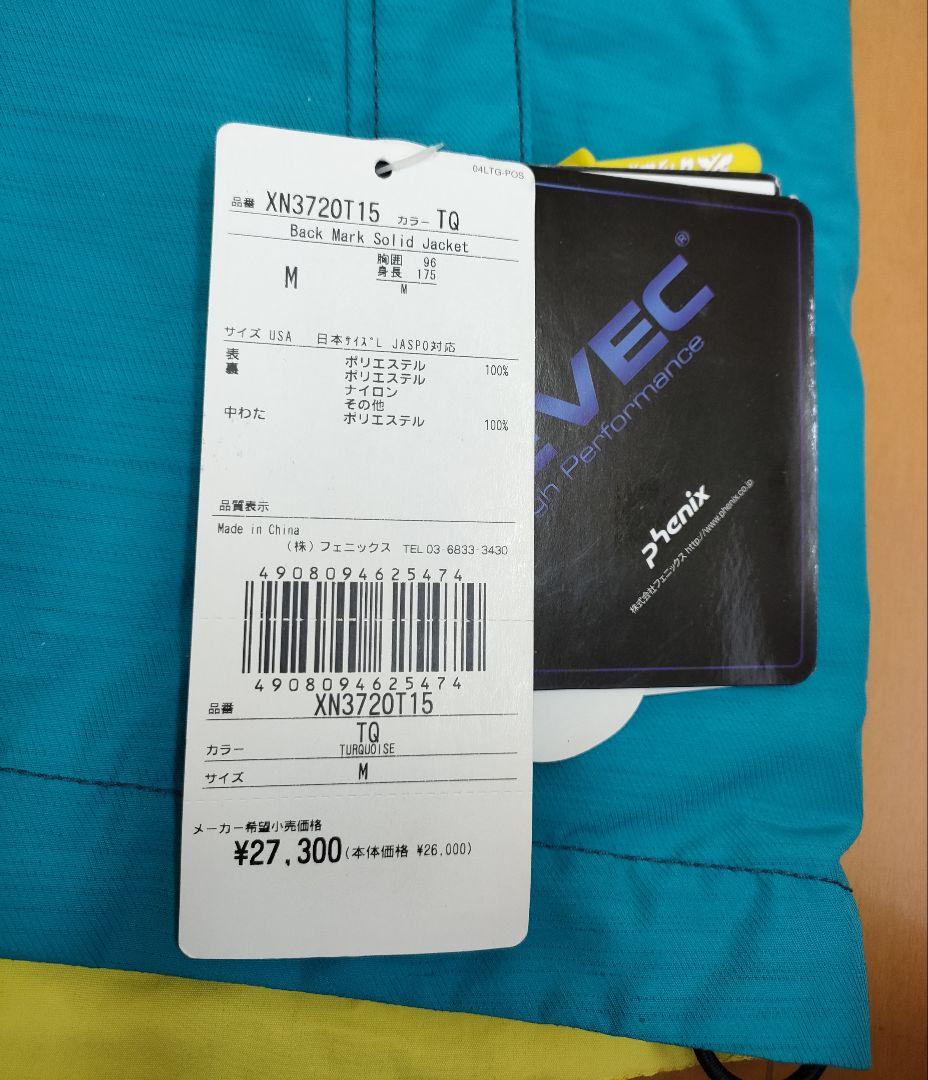 04LTG-POS
品番 XN3720T15 カラー TQ
Back Mark Solid Jacket
M
胸囲 96
身長 175
M
サイズ USA 日本ｻｲｽﾞL JASPO対応
表 ポリエステル 100%
裏 ポリエステル
ナイロン
その他
中わた ポリエステル 100%
品質表示
Made in China
(株) フェニックス TEL 03-6833-3430
4908094625474
4908094625474
品番 XN3720T15
TQ
カラー TURQUOISE
サイズ M
メーカー希望小売価格
¥27,300(本体価格 ¥26,000)
VEC®
Performance
phenix
株式会社フェニックス http://www.phenix.co.jp